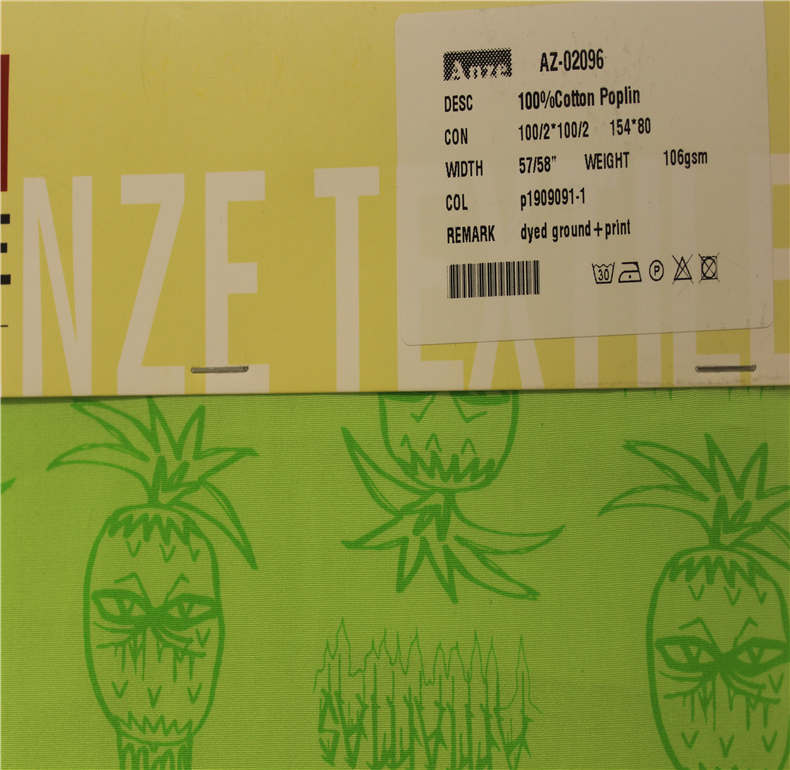 Anze AZ-02096
DESC 100%Cotton Poplin
CON 100/2*100/2 154*80
WIDTH 57/58" WEIGHT 106gsm
COL p1909091-1
REMARK dyed ground+print
30 P
NZE TEXTILE